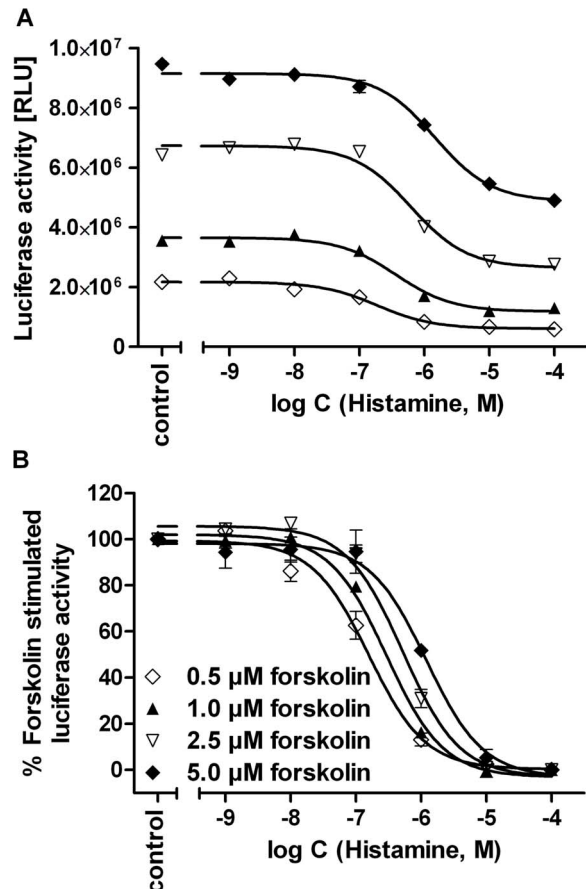 A
Luciferase activity [RLU]
1.0×10⁷
8.0×10⁶
6.0×10⁶
4.0×10⁶
2.0×10⁶
0
control
-9 -8 -7 -6 -5 -4
log C (Histamine, M)
B
% Forskolin stimulated
luciferase activity
120
100
80
60
40
20
0
0.5 µM forskolin
1.0 µM forskolin
2.5 µM forskolin
5.0 µM forskolin
control
-9 -8 -7 -6 -5 -4
log C (Histamine, M)